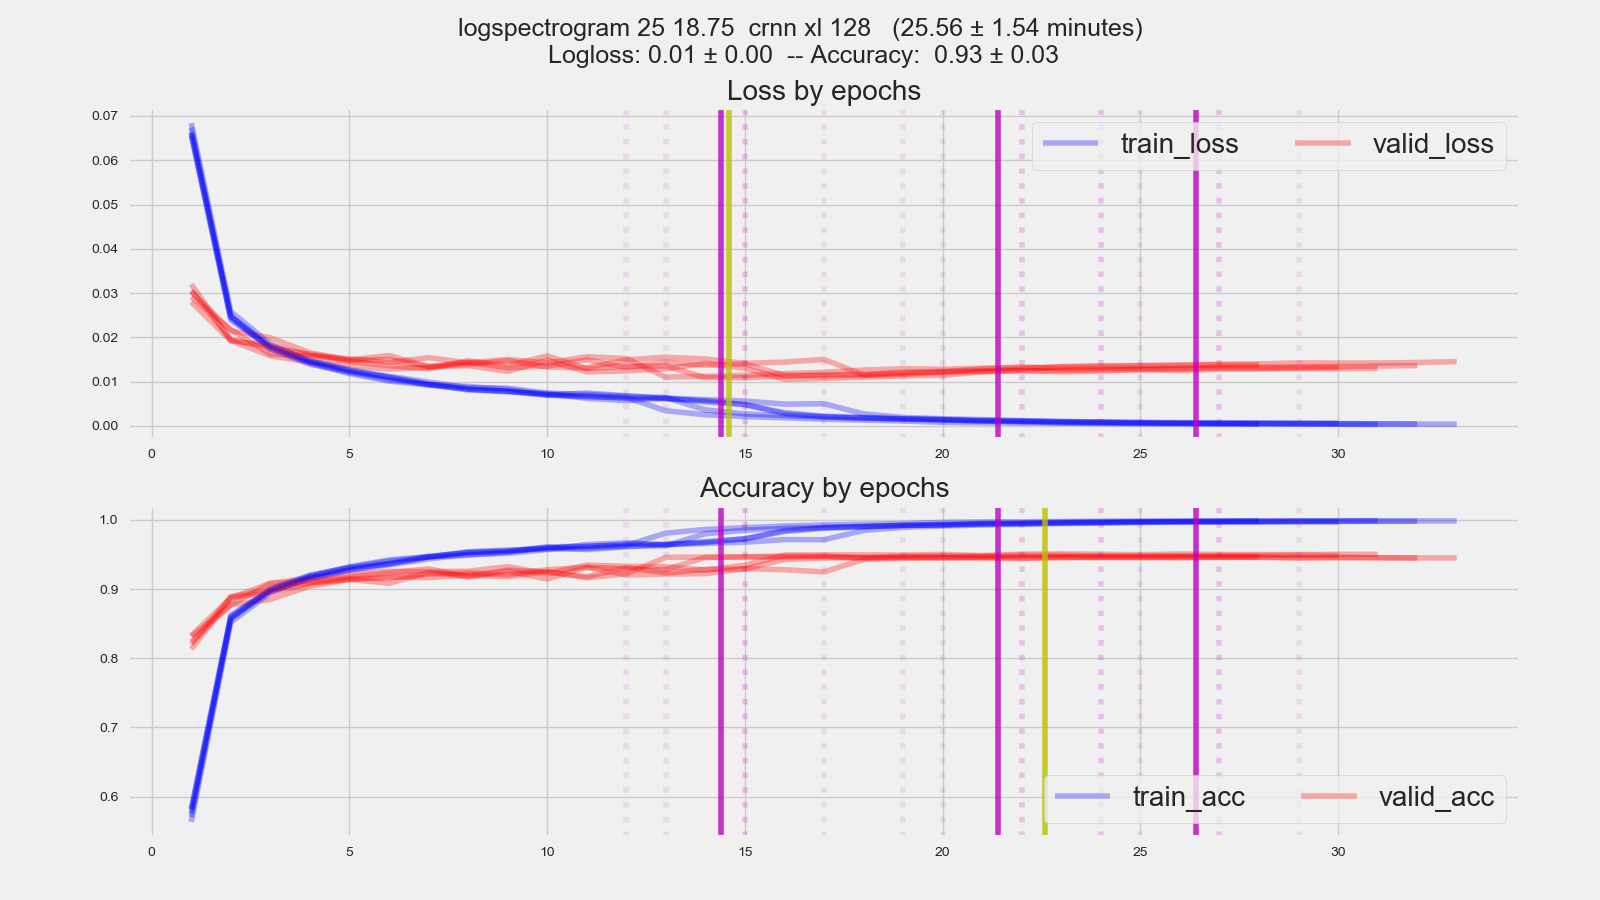 logspectrogram 25 18.75  crnn xl 128   (25.56 ± 1.54 minutes)
Logloss: 0.01 ± 0.00  -- Accuracy:  0.93 ± 0.03
Loss by epochs
0.07
0.06
0.05
0.04
0.03
0.02
0.01
0.00
train_loss valid_loss
0 5 10 15 20 25 30
Accuracy by epochs
1.0
0.9
0.8
0.7
0.6
train_acc valid_acc
0 5 10 15 20 25 30